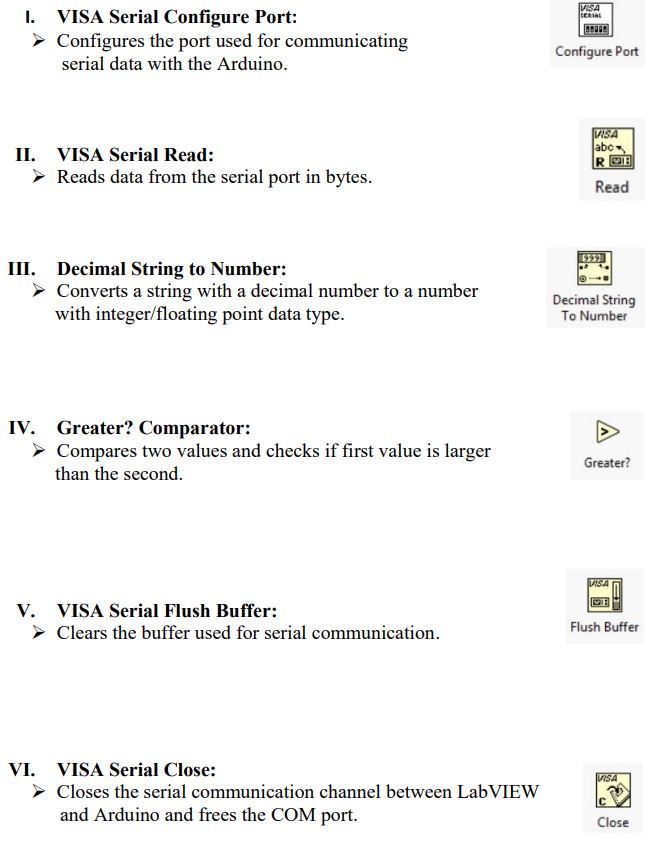 I. VISA Serial Configure Port:
➢ Configures the port used for communicating
serial data with the Arduino.
VISA
SERIAL
Configure Port
II. VISA Serial Read:
➢ Reads data from the serial port in bytes.
VISA
abc
R
Read
III. Decimal String to Number:
➢ Converts a string with a decimal number to a number
with integer/floating point data type.
Decimal String
To Number
IV. Greater? Comparator:
➢ Compares two values and checks if first value is larger
than the second.
>
Greater?
V. VISA Serial Flush Buffer:
➢ Clears the buffer used for serial communication.
VISA
Flush Buffer
VI. VISA Serial Close:
➢ Closes the serial communication channel between LabVIEW
and Arduino and frees the COM port.
VISA
C
Close